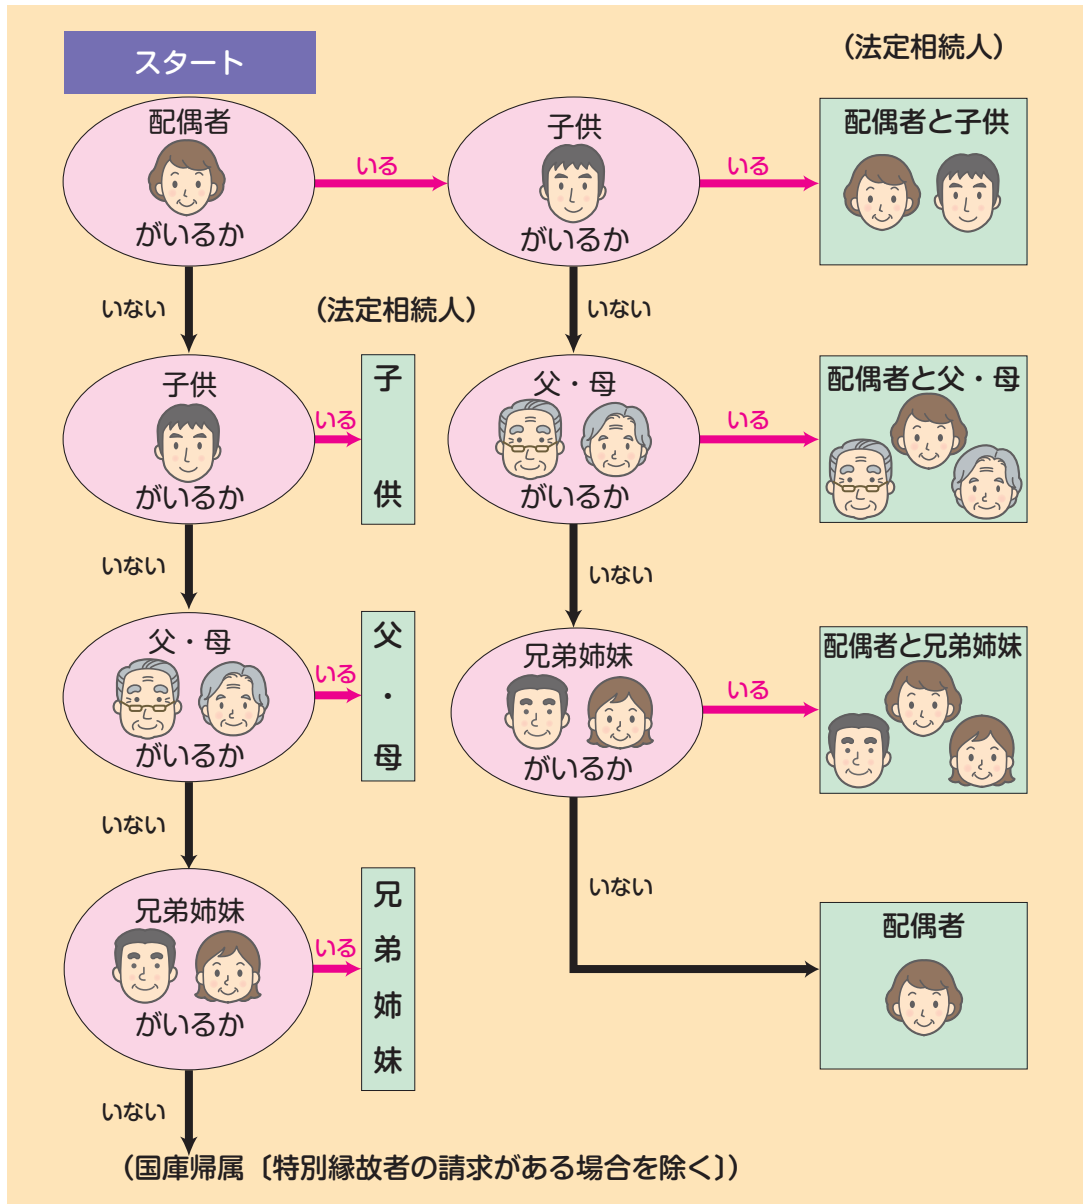 スタート
（法定相続人）
配偶者
がいるか
いる
子供
がいるか
いる
配偶者と子供
いない
（法定相続人）
いない
子供
がいるか
いる
子供
父・母
がいるか
いる
配偶者と父・母
いない
いない
父・母
がいるか
いる
父・母
兄弟姉妹
がいるか
いる
配偶者と兄弟姉妹
いない
いない
兄弟姉妹
がいるか
いる
兄弟姉妹
配偶者
いない
（国庫帰属〔特別縁故者の請求がある場合を除く〕）